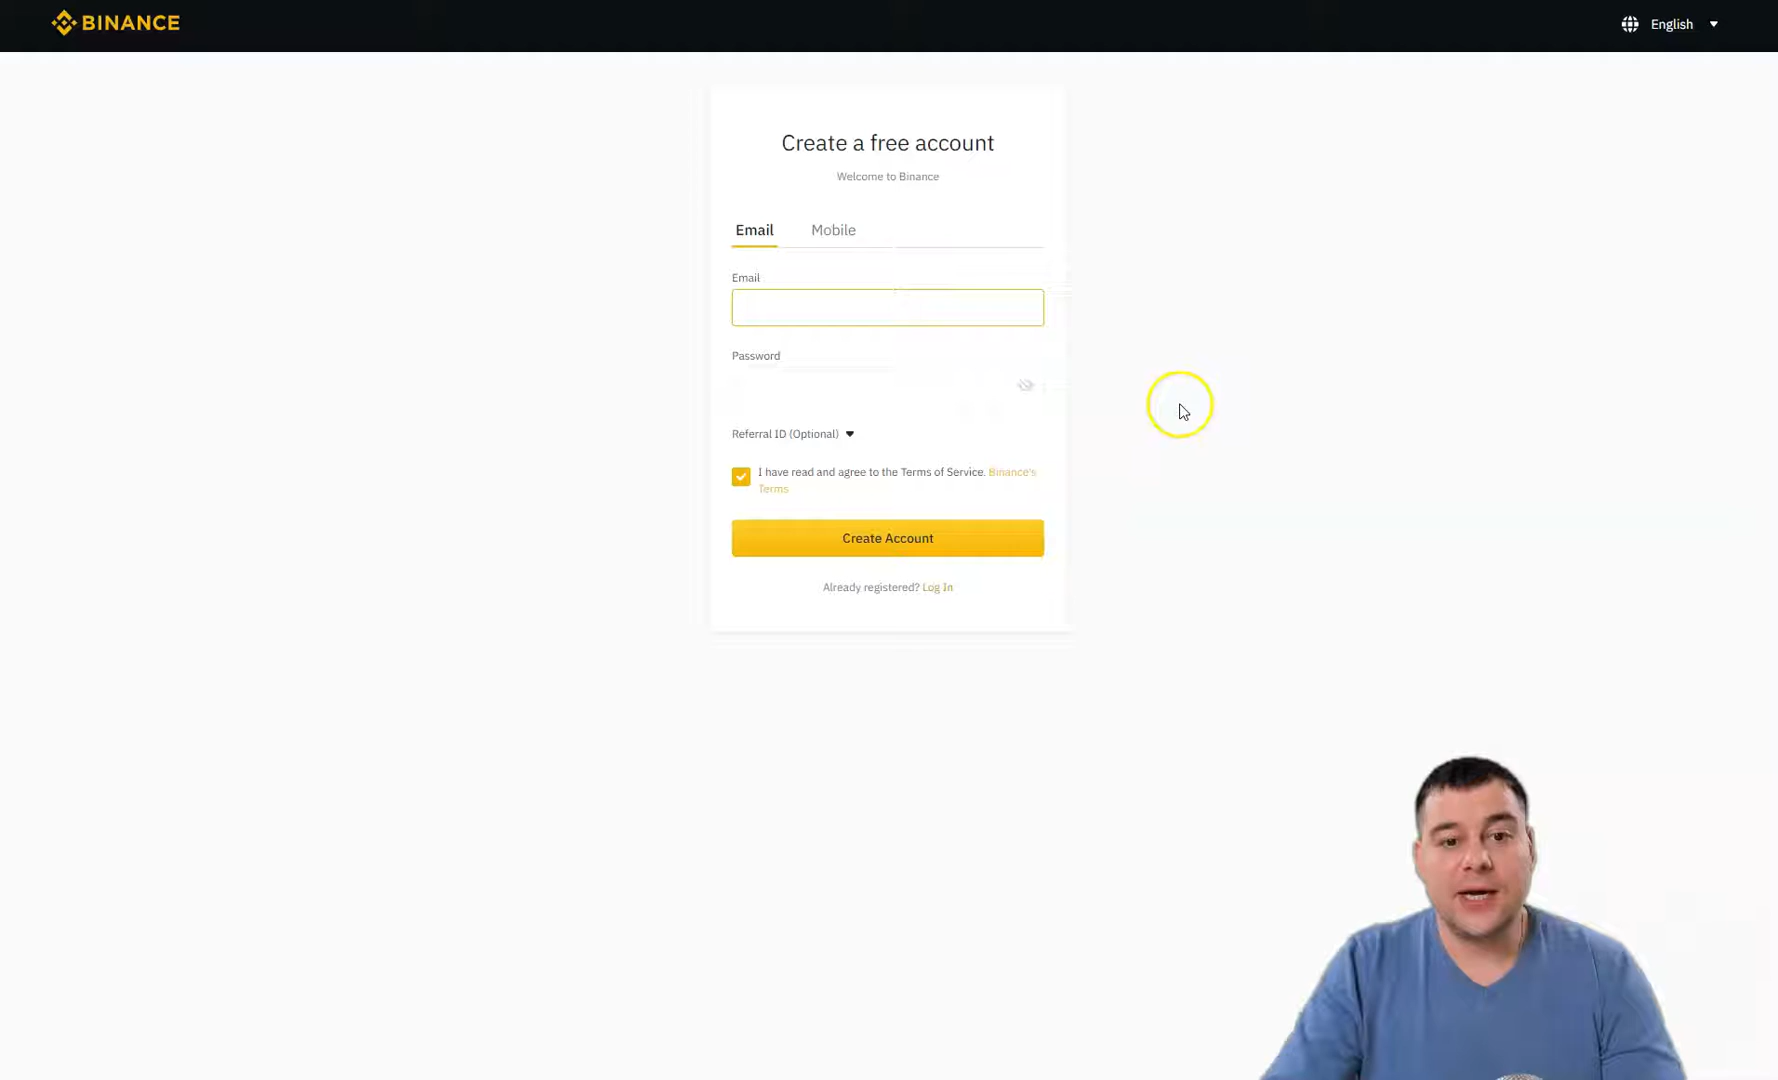 BINANCE
English
Create a free account
Welcome to Binance
Email Mobile
Email
Password
Referral ID (Optional)
I have read and agree to the Terms of Service. Binance's
Terms
Create Account
Already registered? Log In